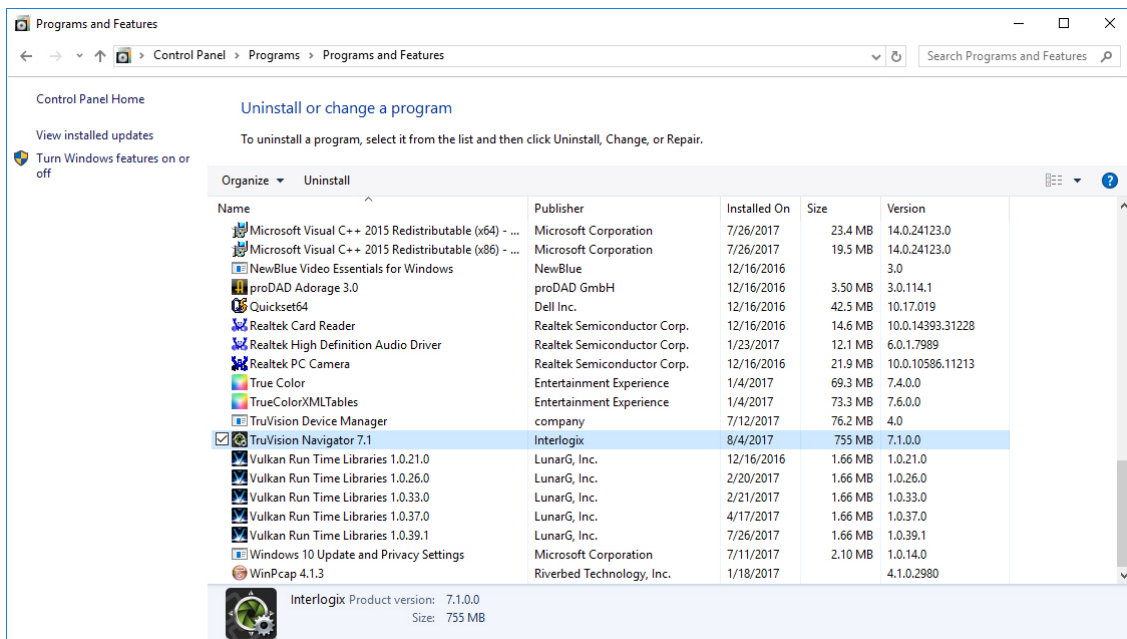 Programs and Features
Control Panel > Programs > Programs and Features
Search Programs and Features
Control Panel Home
View installed updates
Turn Windows features on or
off
Uninstall or change a program
To uninstall a program, select it from the list and then click Uninstall, Change, or Repair.
Organize Uninstall
Name Publisher Installed On Size Version
Microsoft Visual C++ 2015 Redistributable (x64) - ... Microsoft Corporation 7/26/2017 23.4 MB 14.0.24123.0
Microsoft Visual C++ 2015 Redistributable (x86) - ... Microsoft Corporation 7/26/2017 19.5 MB 14.0.24123.0
NewBlue Video Essentials for Windows NewBlue 12/16/2016 3.0
proDAD Adorage 3.0 proDAD GmbH 12/16/2016 3.50 MB 3.0.114.1
Quickset64 Dell Inc. 12/16/2016 42.5 MB 10.17.019
Realtek Card Reader Realtek Semiconductor Corp. 12/16/2016 14.6 MB 10.0.14393.31228
Realtek High Definition Audio Driver Realtek Semiconductor Corp. 1/23/2017 12.1 MB 6.0.1.7989
Realtek PC Camera Realtek Semiconductor Corp. 12/16/2016 21.9 MB 10.0.10586.11213
True Color Entertainment Experience 1/4/2017 69.3 MB 7.4.0.0
TrueColorXMLTables Entertainment Experience 1/4/2017 73.3 MB 7.6.0.0
TruVision Device Manager company 7/12/2017 76.2 MB 4.0
TruVision Navigator 7.1 Interlogix 8/4/2017 755 MB 7.1.0.0
Vulkan Run Time Libraries 1.0.21.0 LunarG, Inc. 12/16/2016 1.66 MB 1.0.21.0
Vulkan Run Time Libraries 1.0.26.0 LunarG, Inc. 2/20/2017 1.66 MB 1.0.26.0
Vulkan Run Time Libraries 1.0.33.0 LunarG, Inc. 2/21/2017 1.66 MB 1.0.33.0
Vulkan Run Time Libraries 1.0.37.0 LunarG, Inc. 4/17/2017 1.66 MB 1.0.37.0
Vulkan Run Time Libraries 1.0.39.1 LunarG, Inc. 7/26/2017 1.66 MB 1.0.39.1
Windows 10 Update and Privacy Settings Microsoft Corporation 7/11/2017 2.10 MB 1.0.14.0
WinPcap 4.1.3 Riverbed Technology, Inc. 1/18/2017 4.1.0.2980
Interlogix Product version: 7.1.0.0
Size: 755 MB